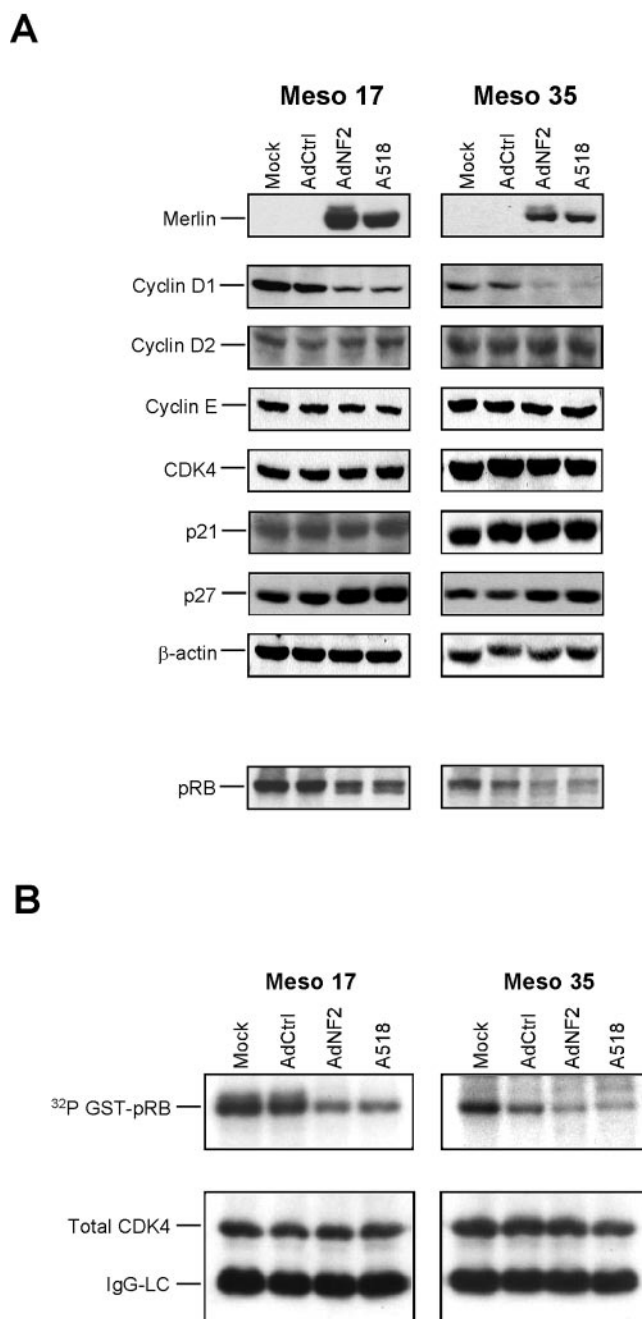 A
Meso 17 Meso 35
Mock AdCtrl AdNF2 A518 Mock AdCtrl AdNF2 A518
Merlin
Cyclin D1
Cyclin D2
Cyclin E
CDK4
p21
p27
β-actin
pRB
B
Meso 17 Meso 35
Mock AdCtrl AdNF2 A518 Mock AdCtrl AdNF2 A518
³²P GST-pRB
Total CDK4
IgG-LC